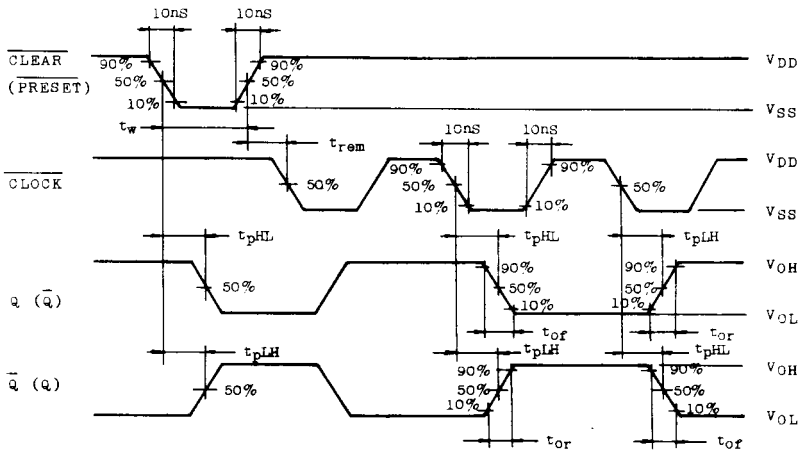 10nS 10nS
CLEAR 90% 90% VDD
(PRESET) 50% 50%
10% 10% VSS
tw trem 10nS 10nS
CLOCK 90% 90% VDD
50% 50% 50%
10% 10% VSS
tpHL tpHL tpLH
90% 90% VOH
Q (Q̄) 50% 50% 50%
10% 10% VOL
tof tor
tpLH tpLH tpHL
90% 90% VOH
Q̄ (Q) 50% 50% 50%
10% 10% VOL
tor tof